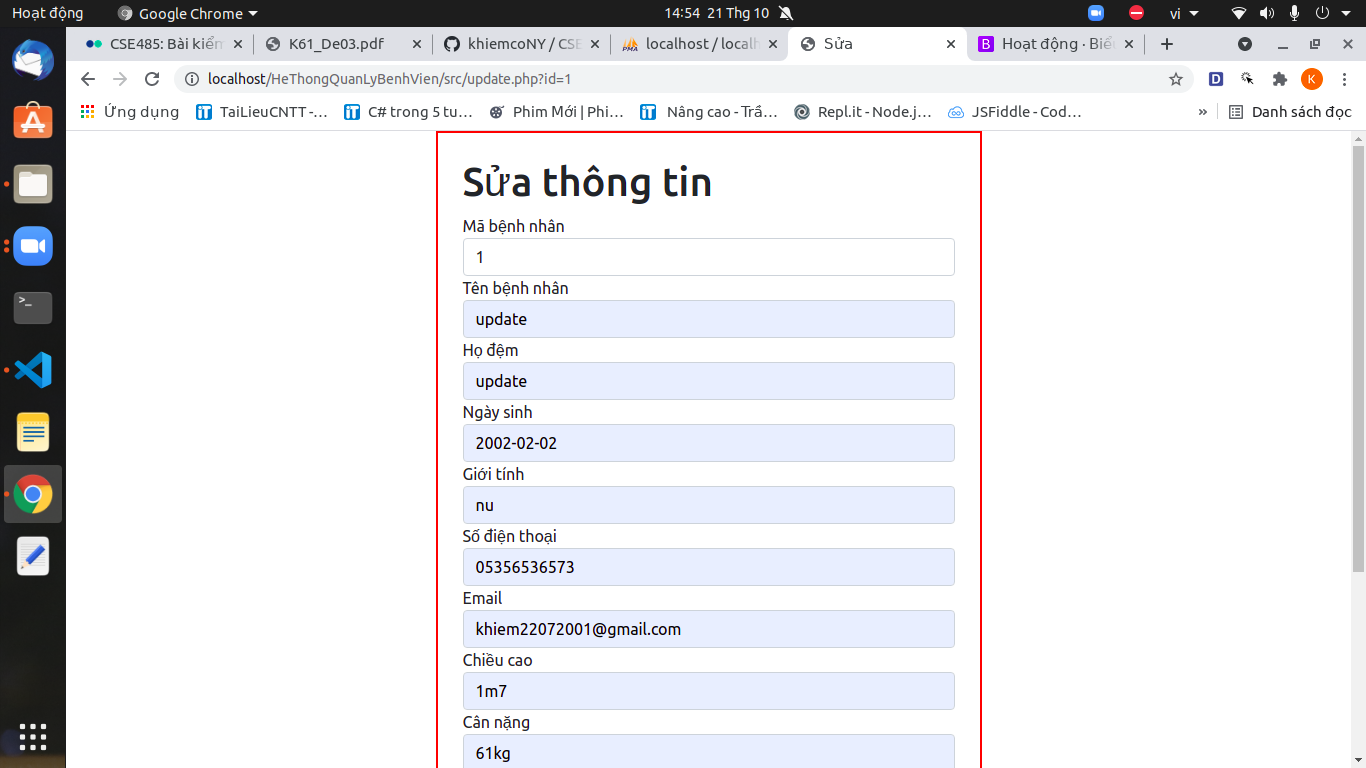 Hoạt động
Google Chrome
14:54 21 Thg 10
vi
CSE485: Bài kiểm
K61_De03.pdf
khiemcoNY / CSE
localhost / localh
Sửa
Hoạt động · Biể
localhost/HeThongQuanLyBenhVien/src/update.php?id=1
K
Ứng dụng
TaiLieuCNTT -...
C# trong 5 tu...
Phim Mới | Phi...
Nâng cao - Trầ...
Repl.it - Node.j...
JSFiddle - Cod...
»
Danh sách đọc
Sửa thông tin
Mã bệnh nhân
1
Tên bệnh nhân
update
Họ đệm
update
Ngày sinh
2002-02-02
Giới tính
nu
Số điện thoại
05356536573
Email
khiem22072001@gmail.com
Chiều cao
1m7
Cân nặng
61kg